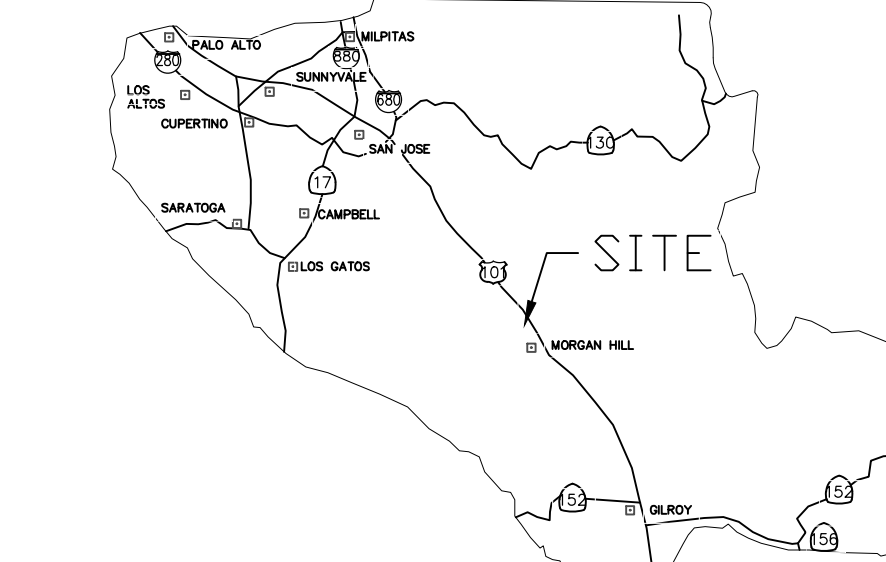 PALO ALTO
MILPITAS
280
880
SUNNYVALE
LOS
ALTOS
680
CUPERTINO
SAN JOSE
130
17
SARATOGA
CAMPBELL
SITE
LOS GATOS
101
MORGAN HILL
152
152
GILROY
156